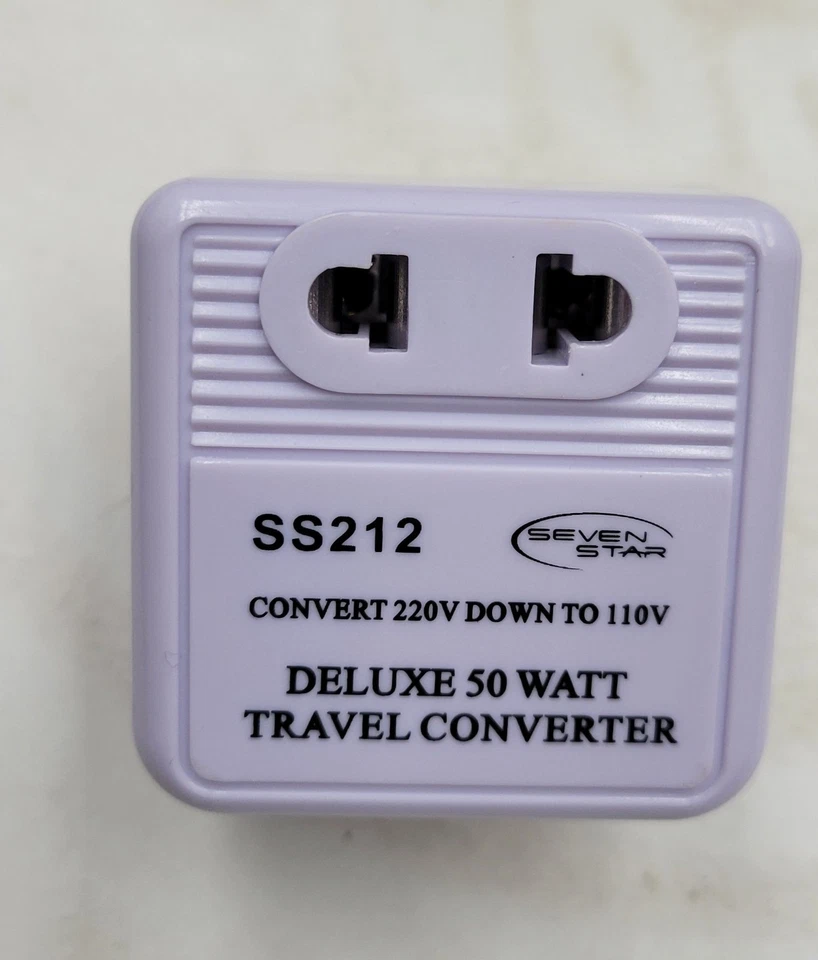 SS212
SEVEN
STAR
CONVERT 220V DOWN TO 110V
DELUXE 50 WATT
TRAVEL CONVERTER